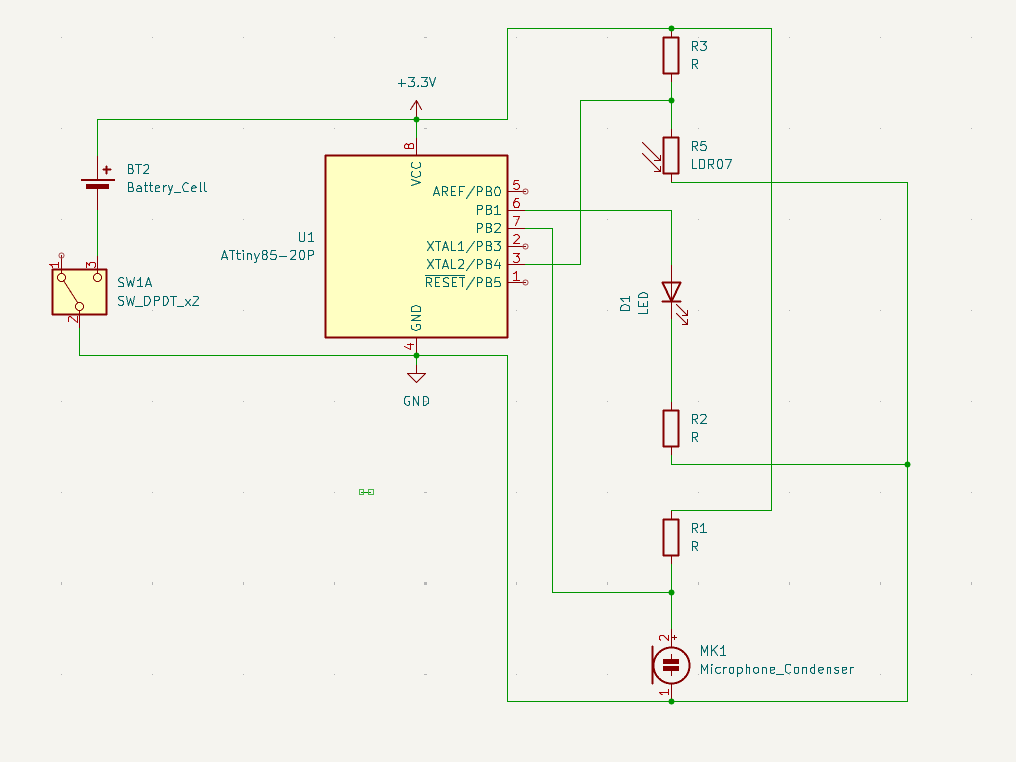 R3
R
+3.3V
8
VCC
R5
LDR07
BT2
+
Battery_Cell
AREF/PB0
5
PB1
6
PB2
7
XTAL1/PB3
2
XTAL2/PB4
3
RESET/PB5
1
U1
ATtiny85-20P
1
3
SW1A
SW_DPDT_x2
2
D1
LED
GND
4
GND
R2
R
R1
R
2
+
MK1
Microphone_Condenser
1